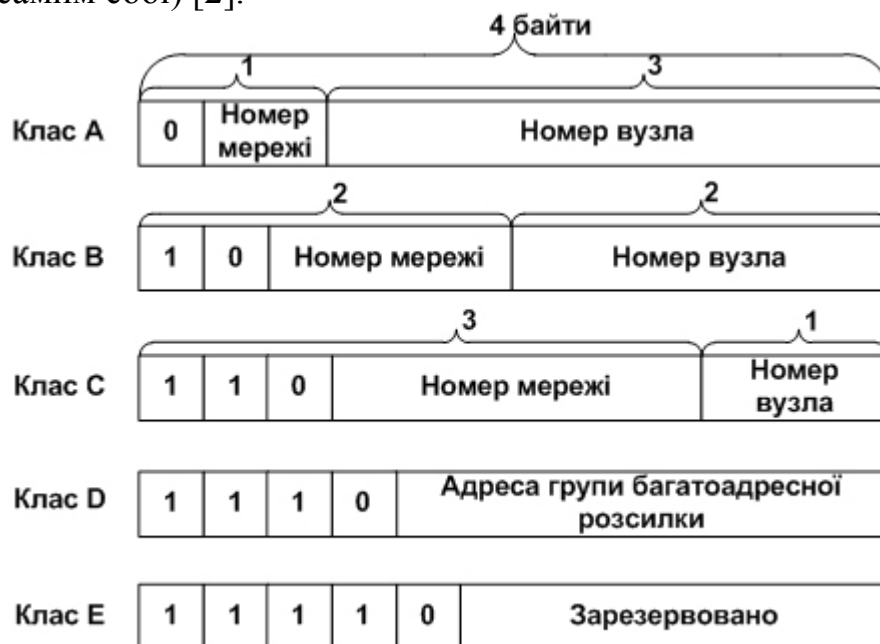 самим собі) [2].
4 байти
1 3
Клас A 0 Номер мережі Номер вузла
2 2
Клас B 1 0 Номер мережі Номер вузла
3 1
Клас C 1 1 0 Номер мережі Номер вузла
Клас D 1 1 1 0 Адреса групи багатоадресної розсилки
Клас E 1 1 1 1 0 Зарезервовано